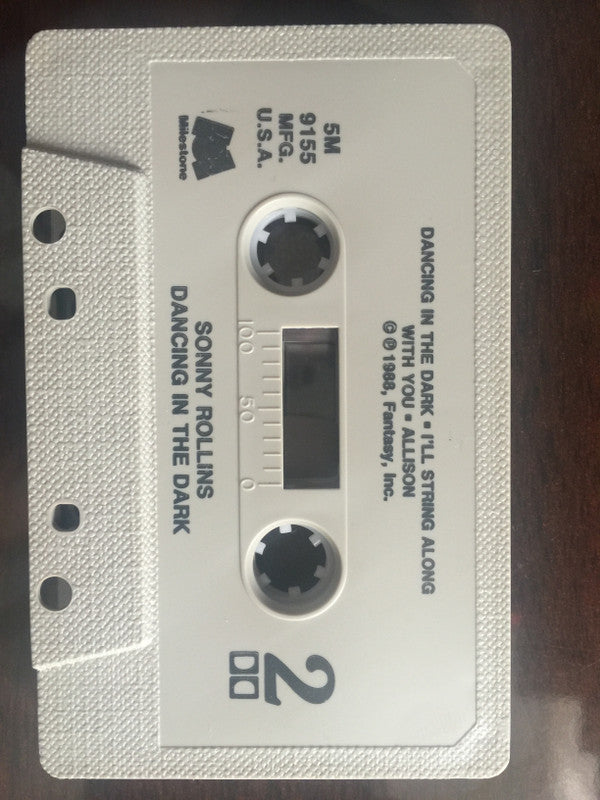 DANCING IN THE DARK ▪ I'LL STRING ALONG
WITH YOU ▪ ALLISON
© ℗ 1988, Fantasy, Inc.
5M
9155
MFG.
U.S.A.
Milestone
2
100 50 0
SONNY ROLLINS
DANCING IN THE DARK